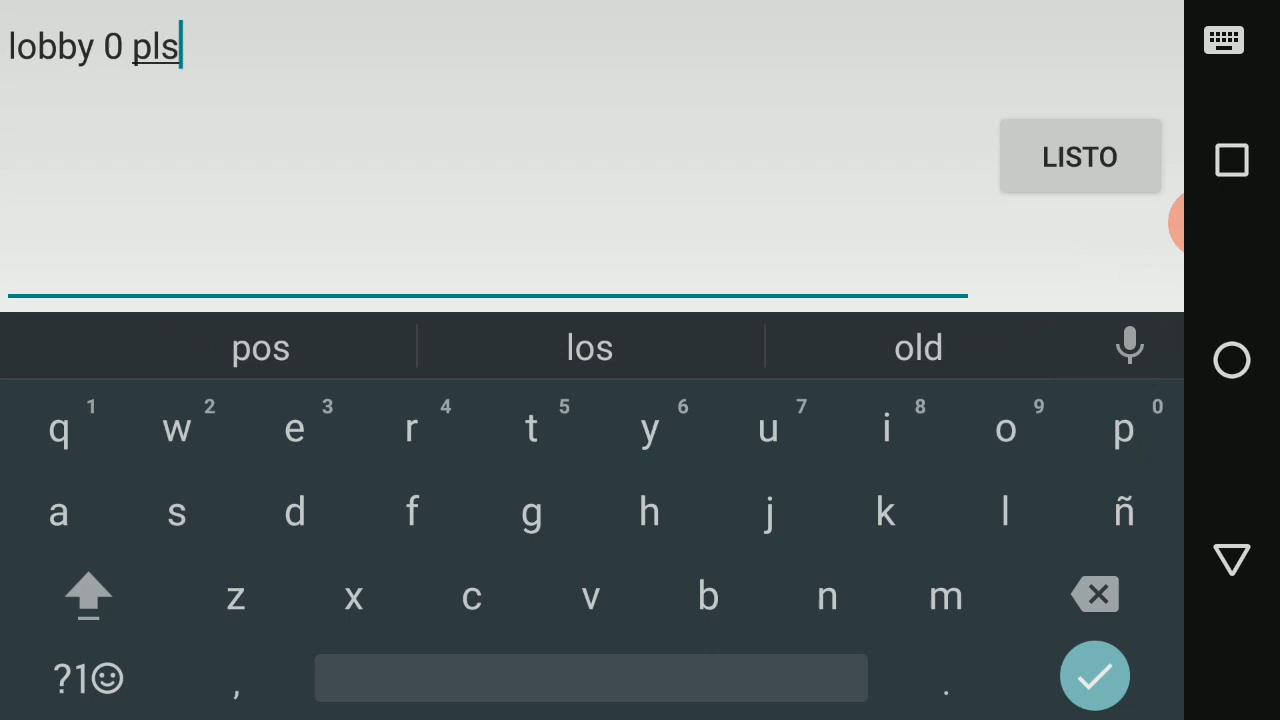 lobby 0 pls
LISTO
pos los old
q 1 w 2 e 3 r 4 t 5 y 6 u 7 i 8 o 9 p 0
a s d f g h j k l ñ
z x c v b n m
?1☺ , .